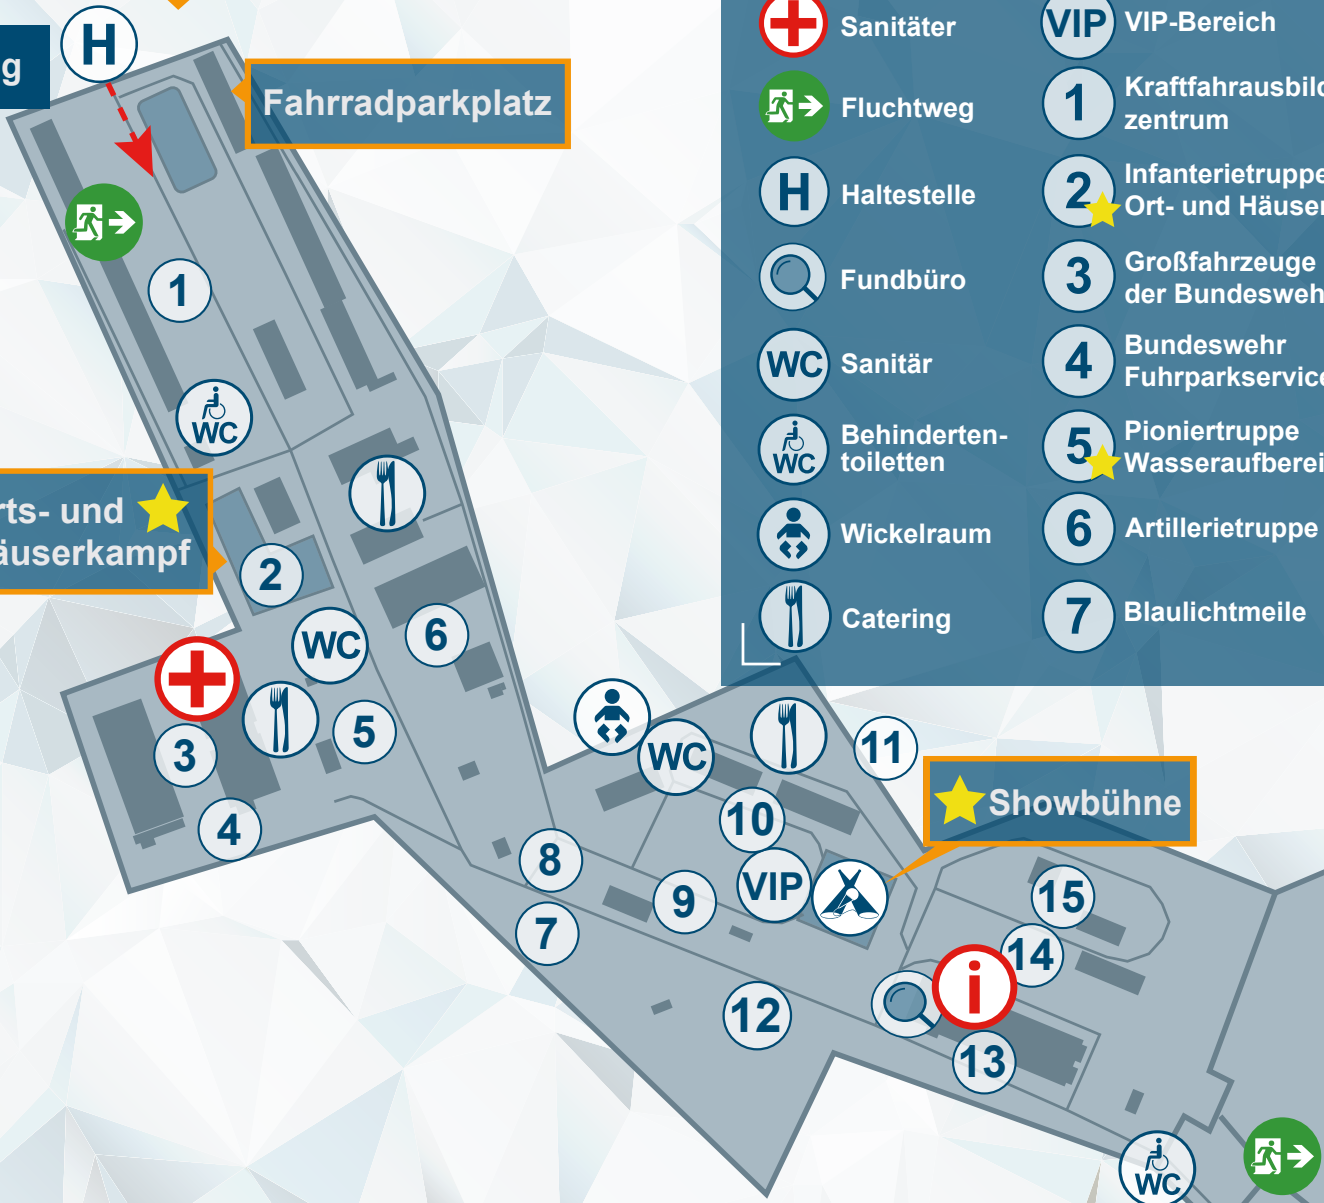 g
H
Fahrradparkplatz
1
WC
rts- und
äuserkampf
2
WC
6
3
5
4
WC
11
10
Showbühne
8
VIP
9
15
7
14
i
12
13
WC
Sanitäter
Fluchtweg
H Haltestelle
Fundbüro
WC Sanitär
WC Behinderten-
toiletten
Wickelraum
Catering
VIP VIP-Bereich
1 Kraftfahrausbild
zentrum
2 Infanterietruppe
Ort- und Häuser
3 Großfahrzeuge
der Bundesweh
4 Bundeswehr
Fuhrparkservice
5 Pioniertruppe
Wasseraufberei
6 Artillerietruppe
7 Blaulichtmeile